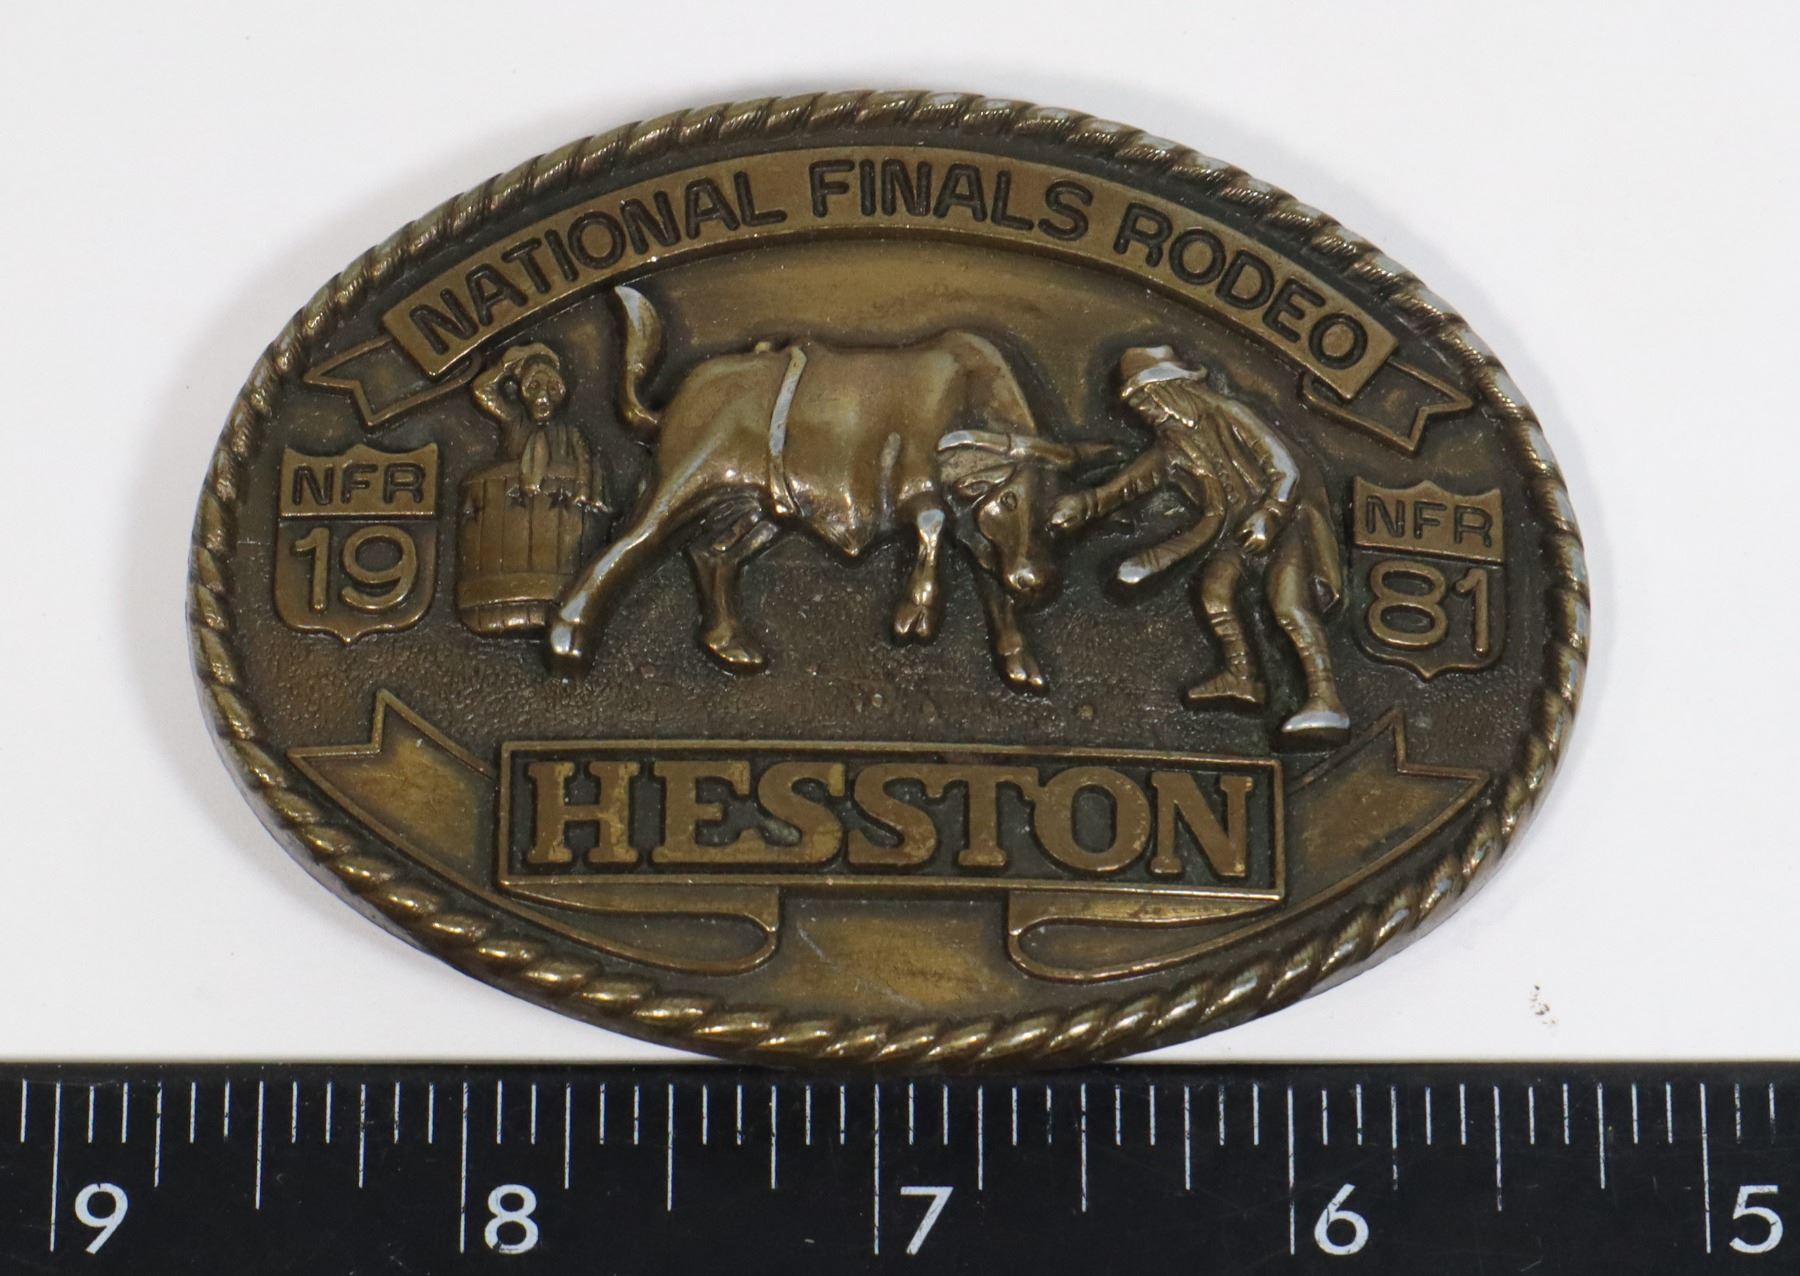 NATIONAL FINALS RODEO
NFR
19
NFR
81
HESSTON
9 8 7 6 5